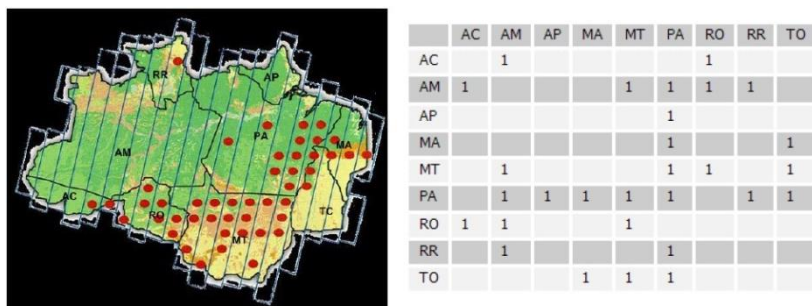 RR
AP
PA
MA
AM
AC
RO
TC
MT
AC AM AP MA MT PA RO RR TO
AC 1 1
AM 1 1 1 1 1
AP 1
MA 1 1
MT 1 1 1 1
PA 1 1 1 1 1 1 1
RO 1 1 1
RR 1 1
TO 1 1 1